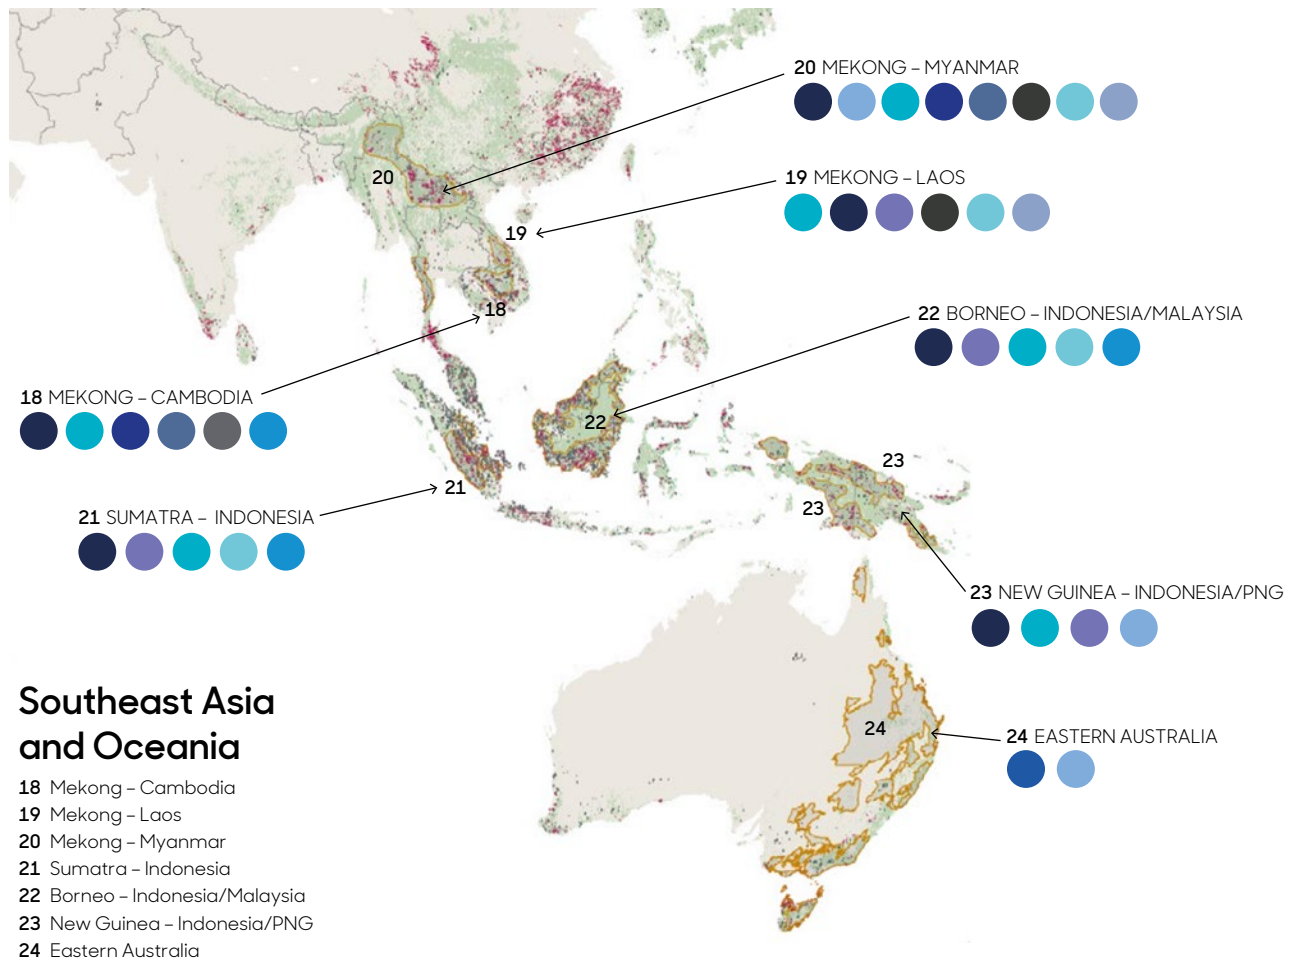 20 MEKONG – MYANMAR
20
19 MEKONG – LAOS
19
18
22 BORNEO – INDONESIA/MALAYSIA
18 MEKONG – CAMBODIA
22
23
21
23
21 SUMATRA – INDONESIA
23 NEW GUINEA – INDONESIA/PNG
Southeast Asia
and Oceania
24
24 EASTERN AUSTRALIA
18 Mekong – Cambodia
19 Mekong – Laos
20 Mekong – Myanmar
21 Sumatra – Indonesia
22 Borneo – Indonesia/Malaysia
23 New Guinea – Indonesia/PNG
24 Eastern Australia